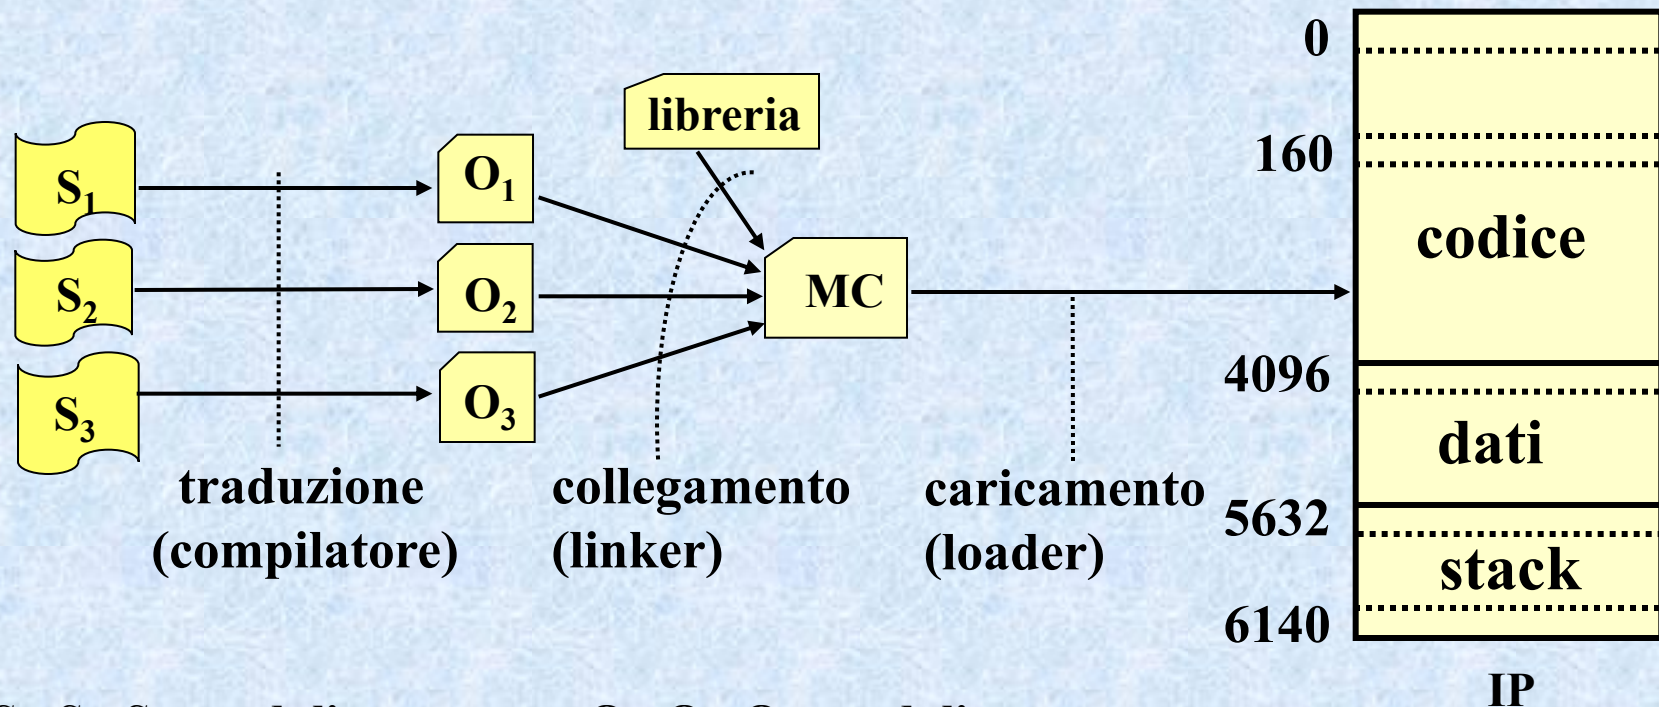 0
libreria
160
S1
O1
codice
S2
O2
MC
4096
S3
O3
dati
traduzione
(compilatore)
collegamento
(linker)
caricamento
(loader)
5632
stack
6140
IP